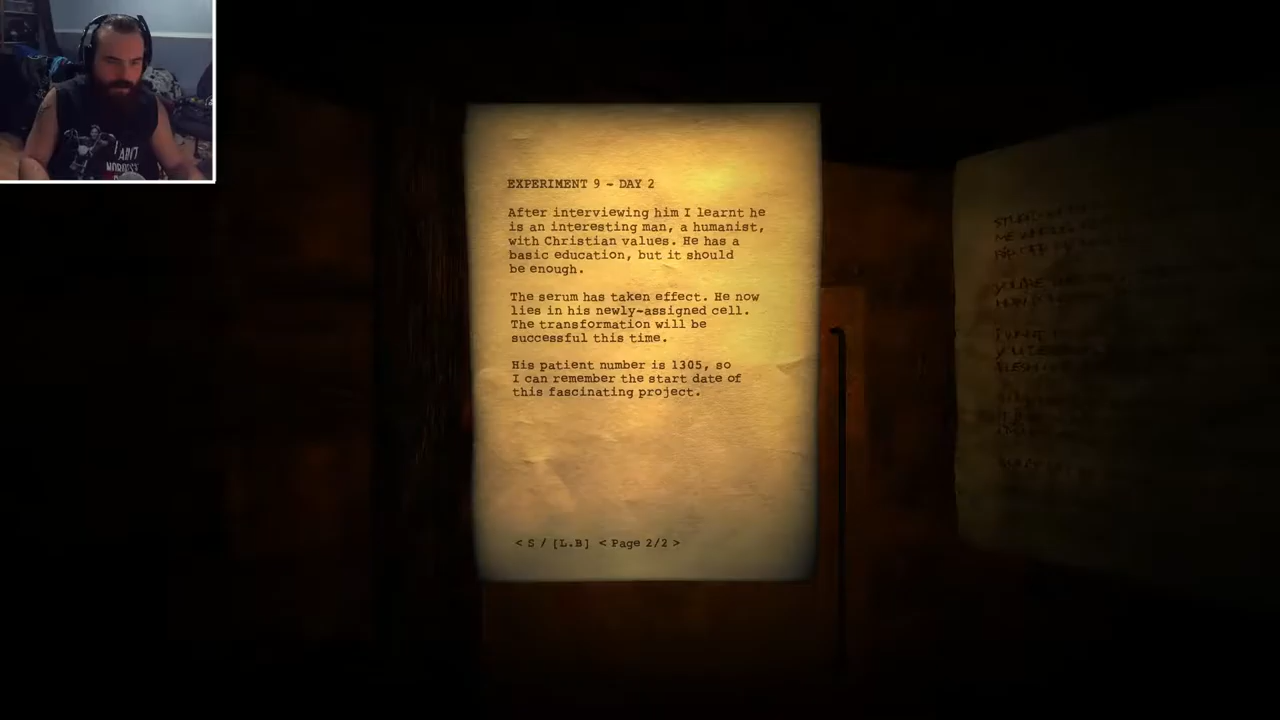 I AIN'T
EXPERIMENT 9 - DAY 2
After interviewing him I learnt he
is an interesting man, a humanist,
with Christian values. He has a
basic education, but it should
be enough.
The serum has taken effect. He now
lies in his newly-assigned cell.
The transformation will be
successful this time.
His patient number is 1305, so
I can remember the start date of
this fascinating project.
< S / [L.B] < Page 2/2 >